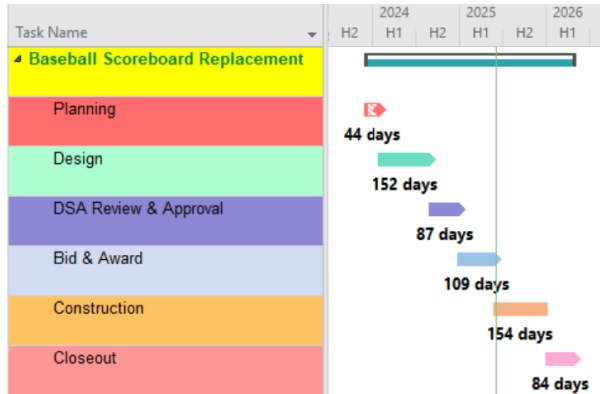 2024 2025 2026
Task Name H2 H1 H2 H1 H2 H1
Baseball Scoreboard Replacement
Planning
44 days
Design
152 days
DSA Review & Approval
87 days
Bid & Award
109 days
Construction
154 days
Closeout
84 days